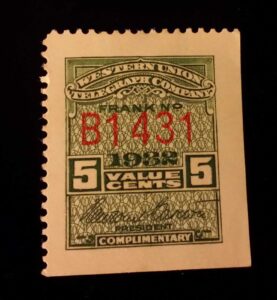 WESTERN UNION
TELEGRAPH COMPANY
FRANK No
B1431
1932
5 VALUE 5
CENTS
PRESIDENT
COMPLIMENTARY